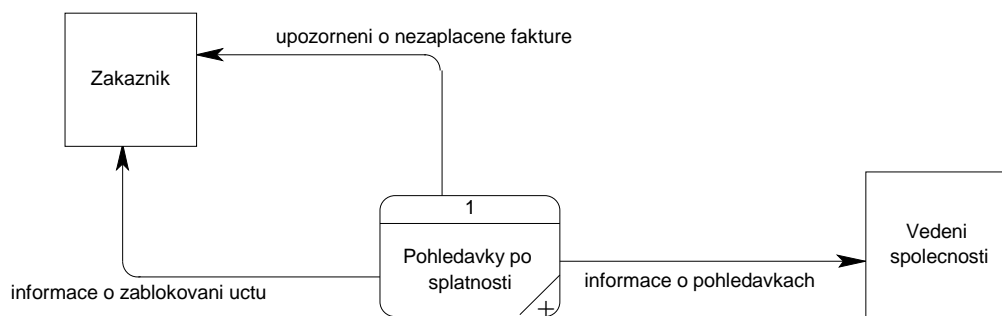 upozorneni o nezaplacene fakture
Zakaznik
1
Pohledavky po
splatnosti
Vedeni
spolecnosti
informace o zablokovani uctu
informace o pohledavkach